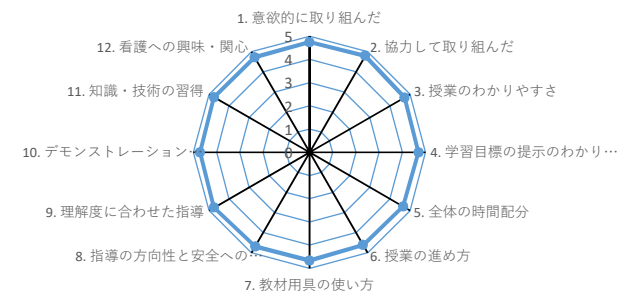 1. 意欲的に取り組んだ
2. 協力して取り組んだ
3. 授業のわかりやすさ
4. 学習目標の提示のわかり…
5. 全体の時間配分
6. 授業の進め方
7. 教材用具の使い方
8. 指導の方向性と安全への…
9. 理解度に合わせた指導
10. デモンストレーション…
11. 知識・技術の習得
12. 看護への興味・関心
5
4
3
2
1
0